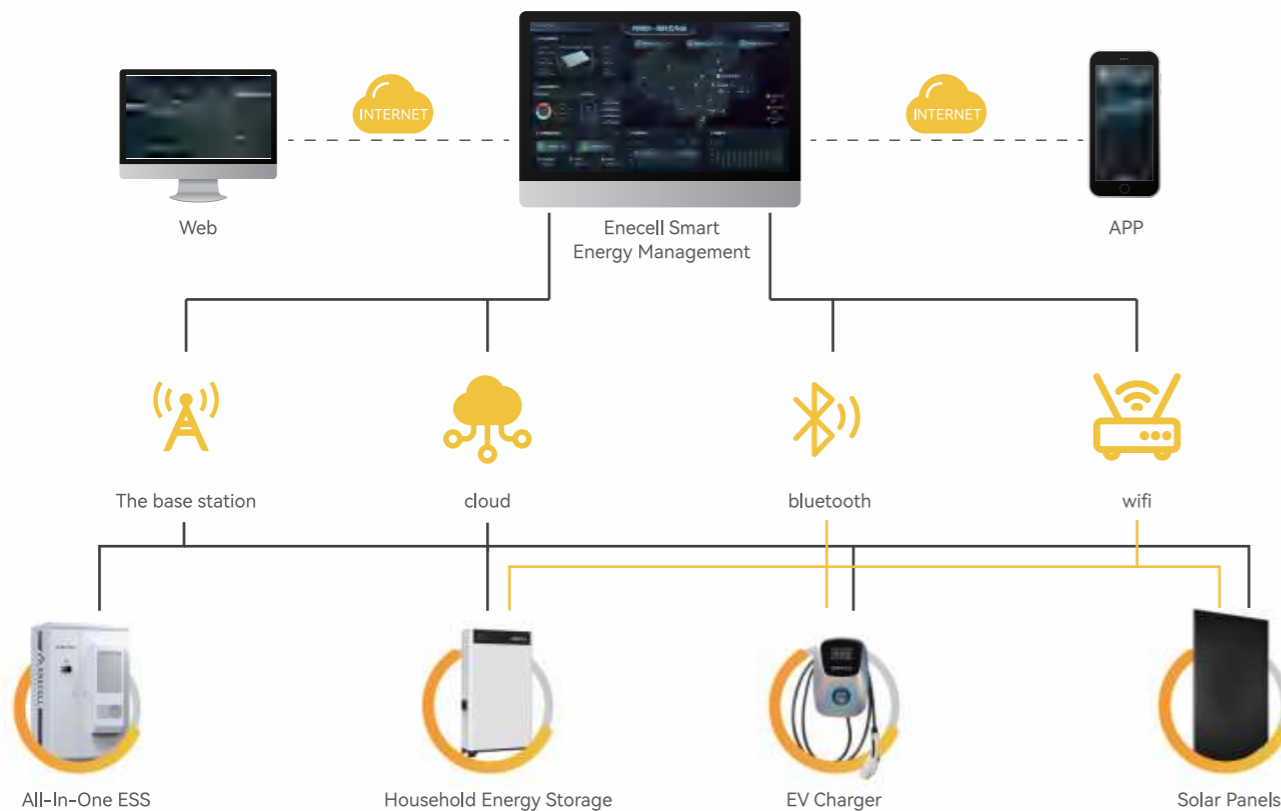 INTERNET
INTERNET
Web
Enecell Smart
Energy Management
APP
The base station
cloud
bluetooth
wifi
All-In-One ESS
Household Energy Storage
EV Charger
Solar Panels